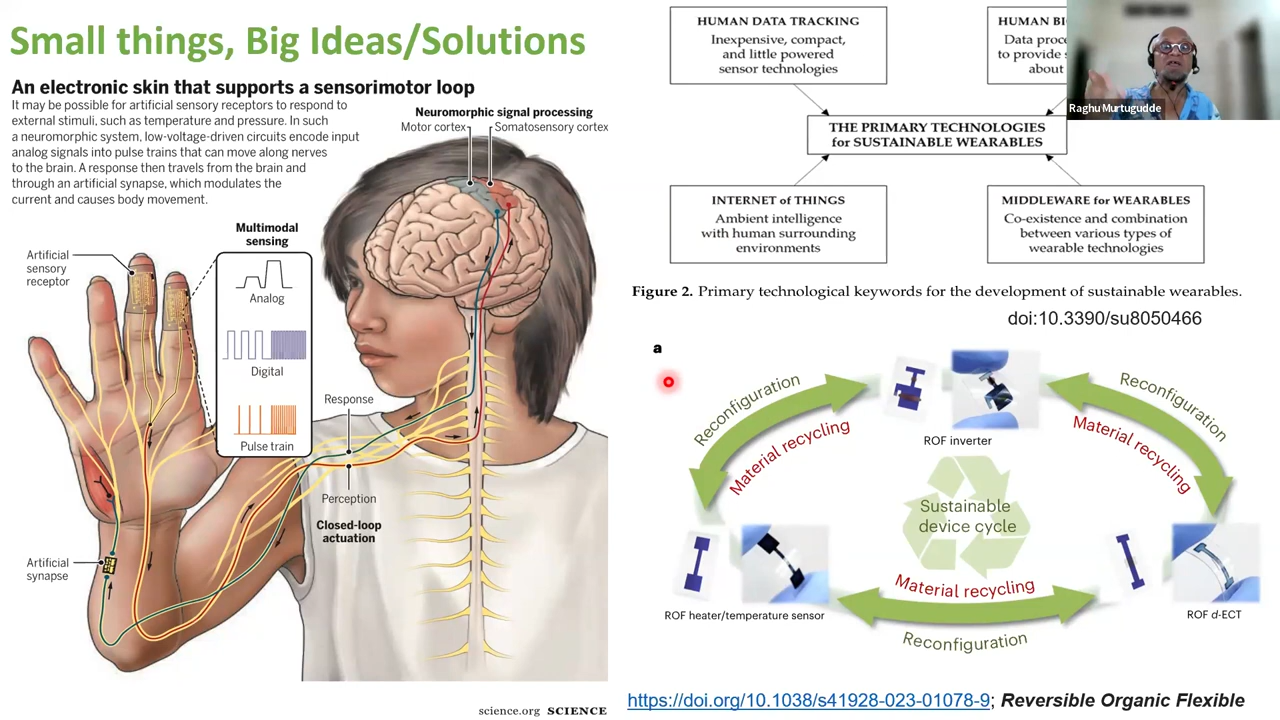 Small things, Big Ideas/Solutions
An electronic skin that supports a sensorimotor loop
It may be possible for artificial sensory receptors to respond to
external stimuli, such as temperature and pressure. In such
a neuromorphic system, low-voltage-driven circuits encode input
analog signals into pulse trains that can move along nerves
to the brain. A response then travels from the brain and
through an artificial synapse, which modulates the
current and causes body movement.
Neuromorphic signal processing
Motor cortex
Somatosensory cortex
Multimodal
sensing
Artificial
sensory
receptor
Analog
Digital
Pulse train
Response
Perception
Closed-loop
actuation
Artificial
synapse
science.org SCIENCE
HUMAN DATA TRACKING
Inexpensive, compact,
and little powered
sensor technologies
HUMAN BI
Data proce
to provide s
about
Raghu Murtugudde
THE PRIMARY TECHNOLOGIES
for SUSTAINABLE WEARABLES
INTERNET of THINGS
Ambient intelligence
with human surrounding
environments
MIDDLEWARE for WEARABLES
Co-existence and combination
between various types of
wearable technologies
Figure 2. Primary technological keywords for the development of sustainable wearables.
doi:10.3390/su8050466
a
Reconfiguration
Material recycling
ROF inverter
Reconfiguration
Material recycling
Sustainable
device cycle
ROF heater/temperature sensor
Material recycling
Reconfiguration
ROF d-ECT
https://doi.org/10.1038/s41928-023-01078-9; Reversible Organic Flexible